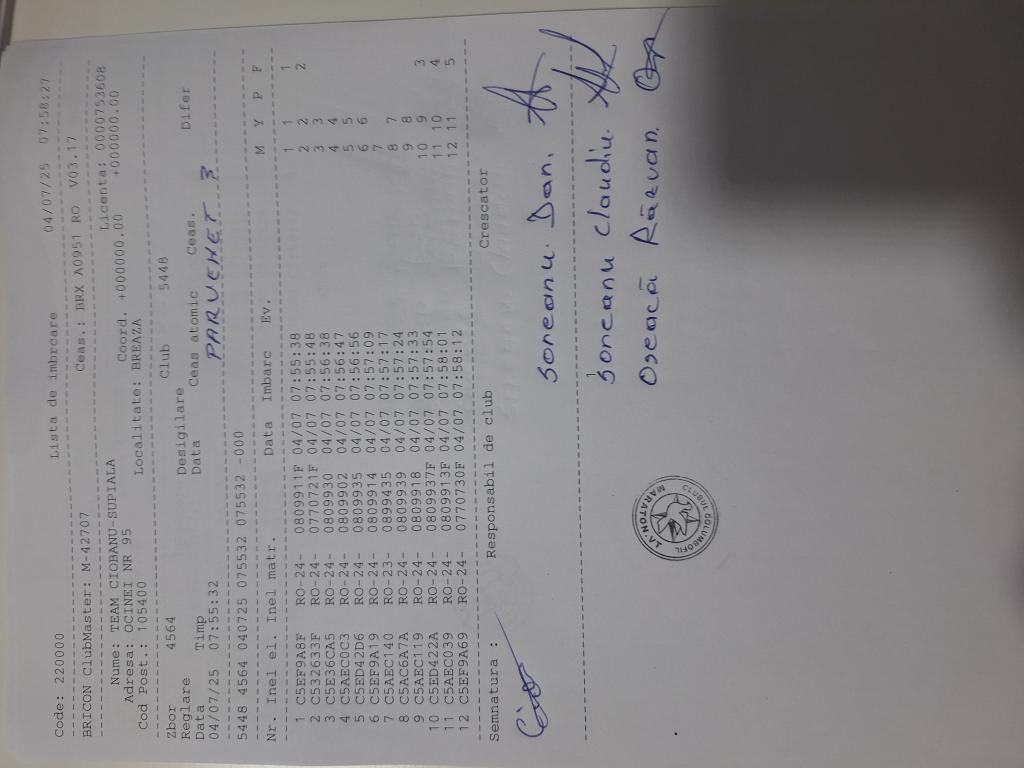 Code: 220000 Lista de imbrcare 04/07/25 07:58:27
BRICON ClubMaster: M-42707 Ceas.: BRX A0951 RO V03.17
Nume: TEAM CIOBANU-SUPIALA Licenta: 0000753608
Adresa: OCINET NR 95 Coord. +000000.00 +000000.00
Cod Post.: 105400 Localitate: BREAZA
Zbor 4564 Club 5448
Reglare Desigilare
Data Timp Data Ceas atomic Ceas. Difer
04/07/25 07:55:32 PARVENET 3
5448 4564 040725 075532 075532 -000
Nr. Inel el. Inel matr. Data Imbarc Ev. M Y P F
1 C5EF9A8F RO-24- 0809911F 04/07 07:55:38 1 1 1
2 C532633F RO-24- 0770721F 04/07 07:55:48 2 2 2
3 C5E36CA5 RO-24- 0809930 04/07 07:56:38 3 3
4 C5AEC0C3 RO-24- 0809902 04/07 07:56:47 4 4
5 C5ED42D6 RO-24- 0809935 04/07 07:56:56 5 5
6 C5EF9A19 RO-24- 0809914 04/07 07:57:09 6 6
7 C5AEC140 RO-23- 0899435 04/07 07:57:17 7
8 C5AC6A7A RO-24- 0809939 04/07 07:57:24 8 7
9 C5AEC119 RO-24- 0809918 04/07 07:57:33 9 8
10 C5ED422A RO-24- 0809937F 04/07 07:57:54 10 9 3
11 C5AEC039 RO-24- 0809913F 04/07 07:58:01 11 10 4
12 C5EF9A69 RO-24- 0770730F 04/07 07:58:12 12 11 5
Semnatura : Responsabil de club Crescator
Soneanu Dan.
Soneanu Claudiu
Oseacă Răzvan.
CLUBUL COLUMBOFIL
MARATON.VT